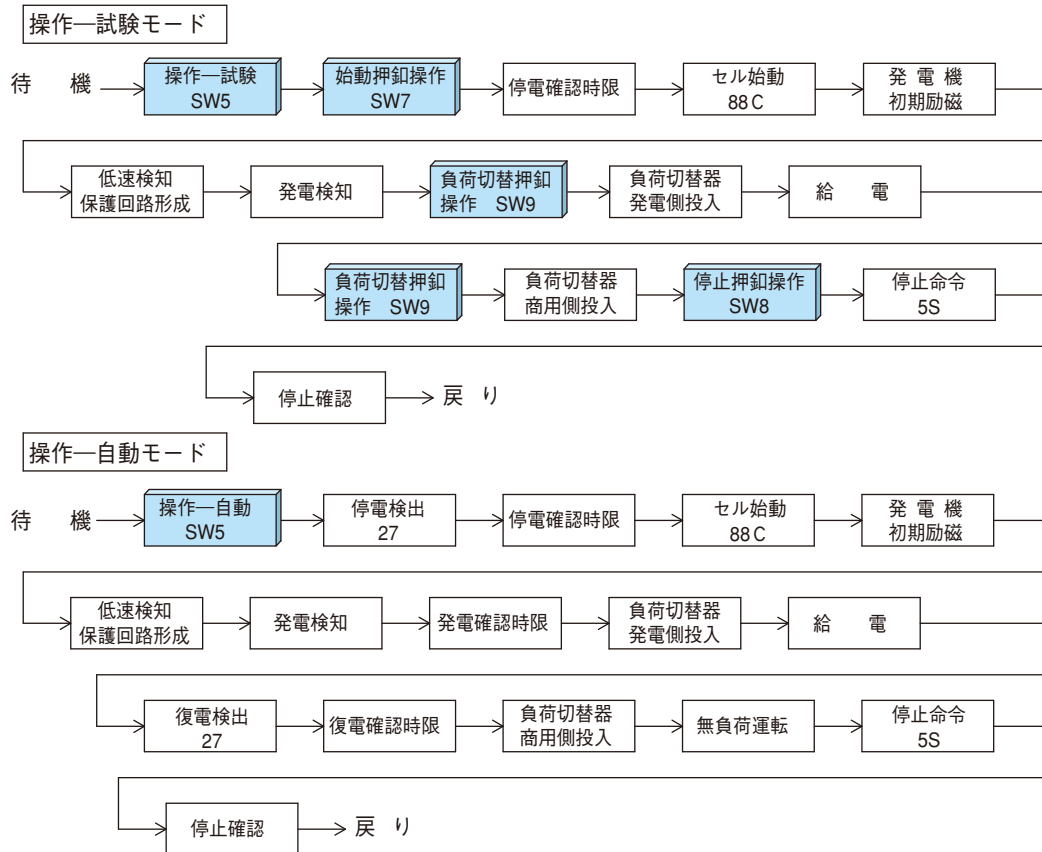 操作―試験モード
待 機
操作―試験
SW5
始動押釦操作
SW7
停電確認時限
セル始動
88C
発 電 機
初期励磁
低速検知
保護回路形成
発電検知
負荷切替押釦
操作 SW9
負荷切替器
発電側投入
給 電
負荷切替押釦
操作 SW9
負荷切替器
商用側投入
停止押釦操作
SW8
停止命令
5S
停止確認
戻 り
操作―自動モード
待 機
操作―自動
SW5
停電検出
27
停電確認時限
セル始動
88C
発 電 機
初期励磁
低速検知
保護回路形成
発電検知
発電確認時限
負荷切替器
発電側投入
給 電
復電検出
27
復電確認時限
負荷切替器
商用側投入
無負荷運転
停止命令
5S
停止確認
戻 り